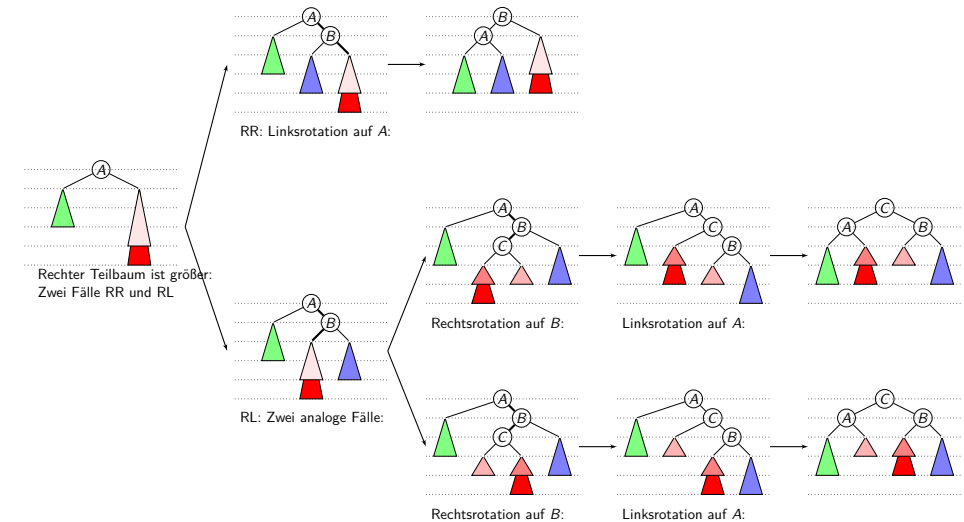 A
B
B
A
RR: Linksrotation auf A:
A
Rechter Teilbaum ist größer:
Zwei Fälle RR und RL
A
B
C
A
C
B
C
A
B
Rechtsrotation auf B:
Linksrotation auf A:
A
B
RL: Zwei analoge Fälle:
A
B
C
A
C
B
C
A
B
Rechtsrotation auf B:
Linksrotation auf A: